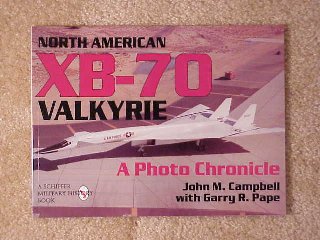 NORTH AMERICAN
XB-70
VALKYRIE
A Photo Chronicle
John M. Campbell
with Garry R. Pape
A SCHIFFER
MILITARY HISTORY
BOOK